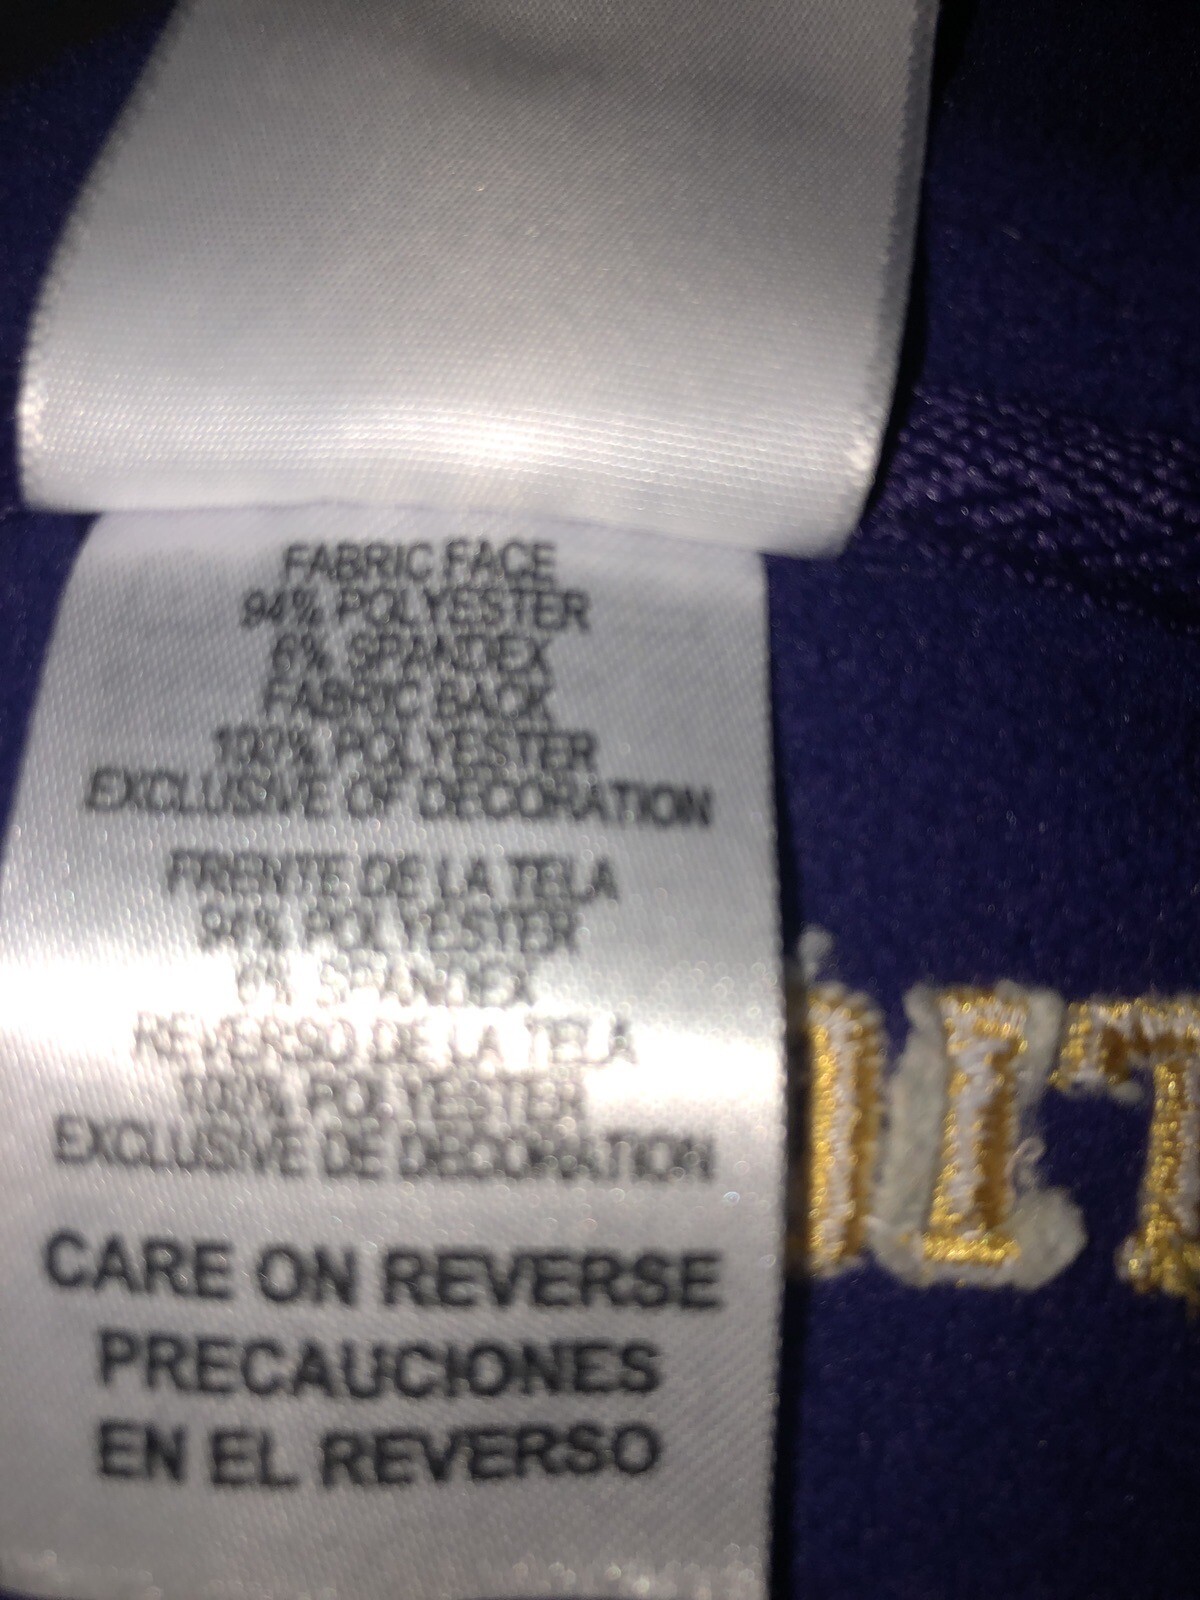 FABRIC FACE
94% POLYESTER
6% SPANDEX
FABRIC BACK
100% POLYESTER
EXCLUSIVE OF DECORATION
FRENTE DE LA TELA
94% POLYESTER
6% SPANDEX
REVERSO DE LA TELA
100% POLYESTER
EXCLUSIVE DE DECORATION
CARE ON REVERSE
PRECAUCIONES
EN EL REVERSO